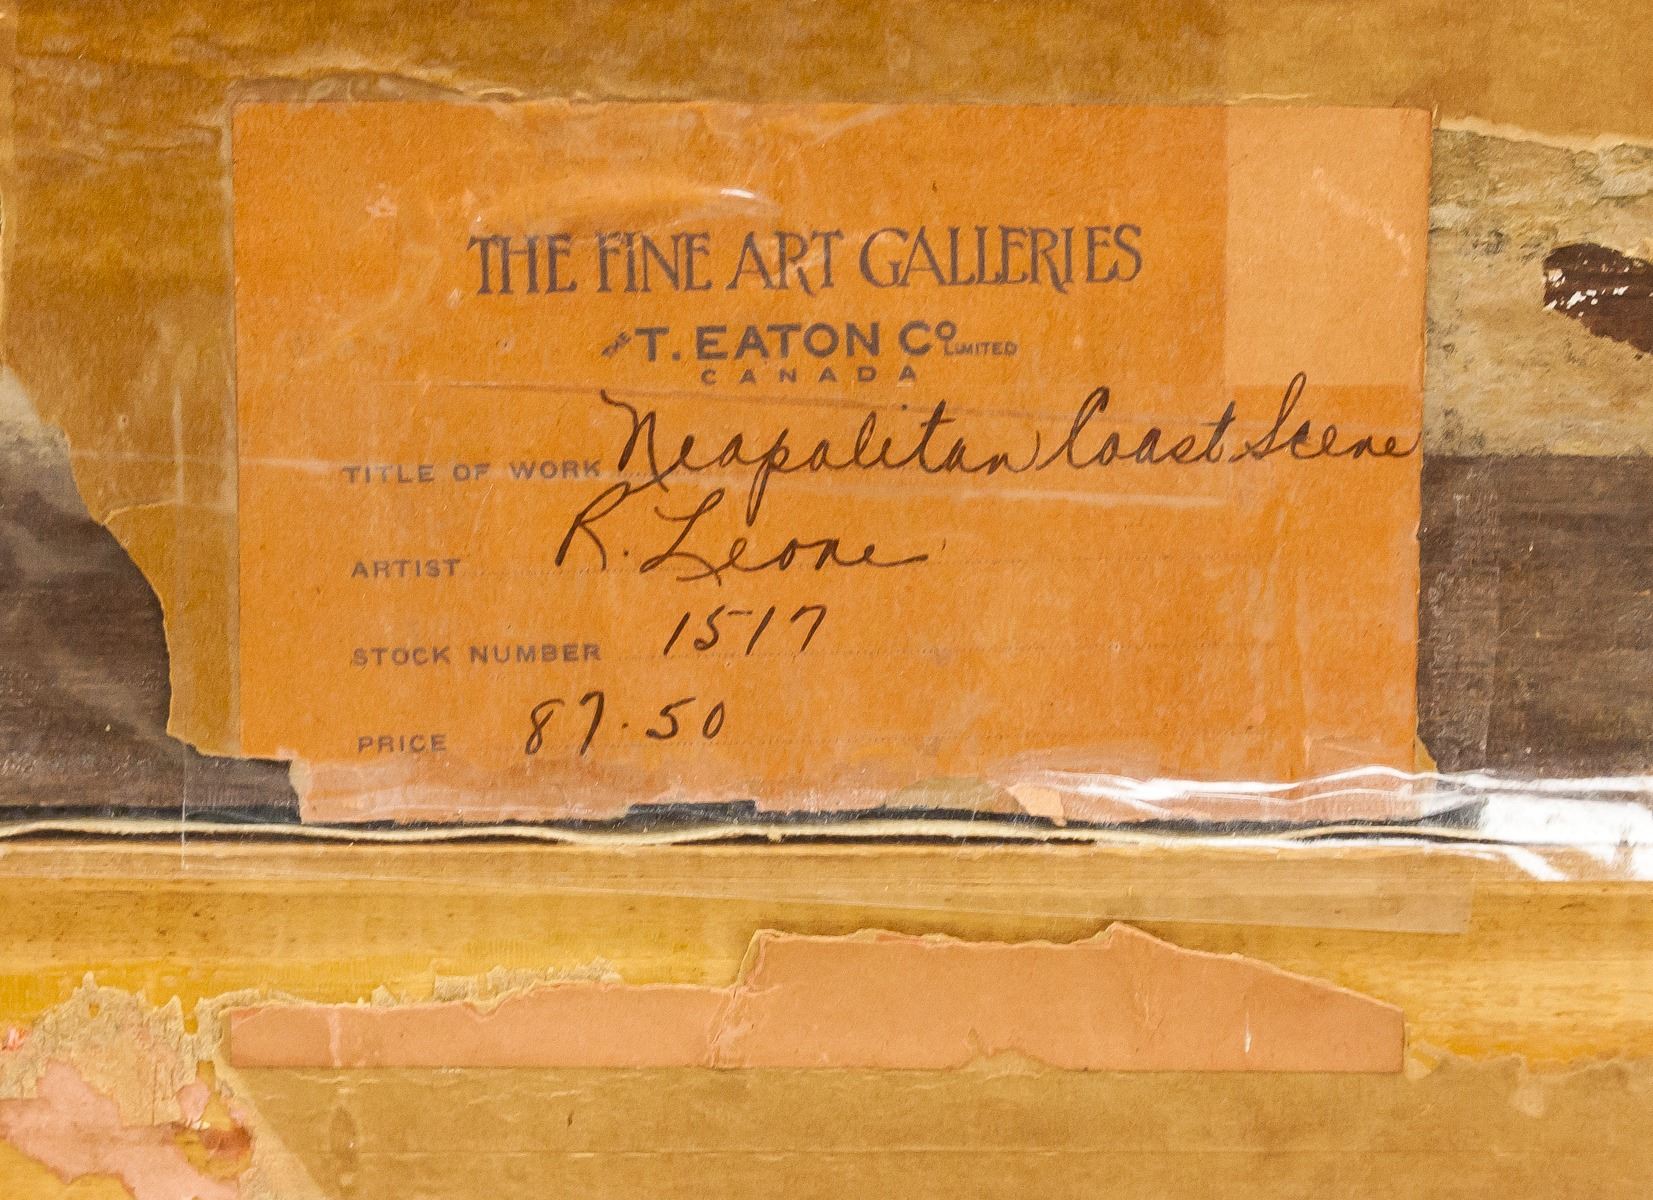 THE FINE ART GALLERIES
THE T. EATON Co LIMITED
CANADA
TITLE OF WORK Neapolitan Coast Scene
ARTIST R. Leone
STOCK NUMBER 1517
PRICE 87.50